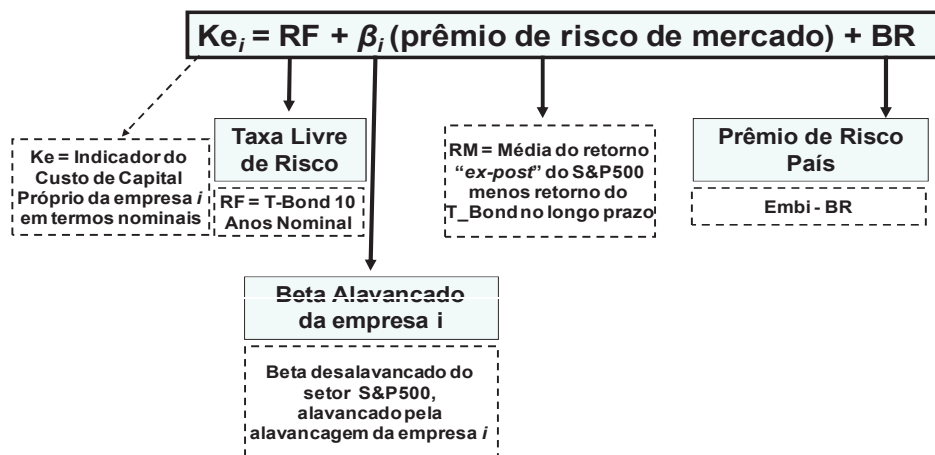 Ke i = RF + β i (prêmio de risco de mercado) + BR
Ke = Indicador do
Custo de Capital
Próprio da empresa i
em termos nominais
Taxa Livre
de Risco
RF = T-Bond 10
Anos Nominal
RM = Média do retorno
“ex-post” do S&P500
menos retorno do
T_Bond no longo prazo
Prêmio de Risco
País
Embi - BR
Beta Alavancado
da empresa i
Beta desalavancado do
setor S&P500,
alavancado pela
alavancagem da empresa i